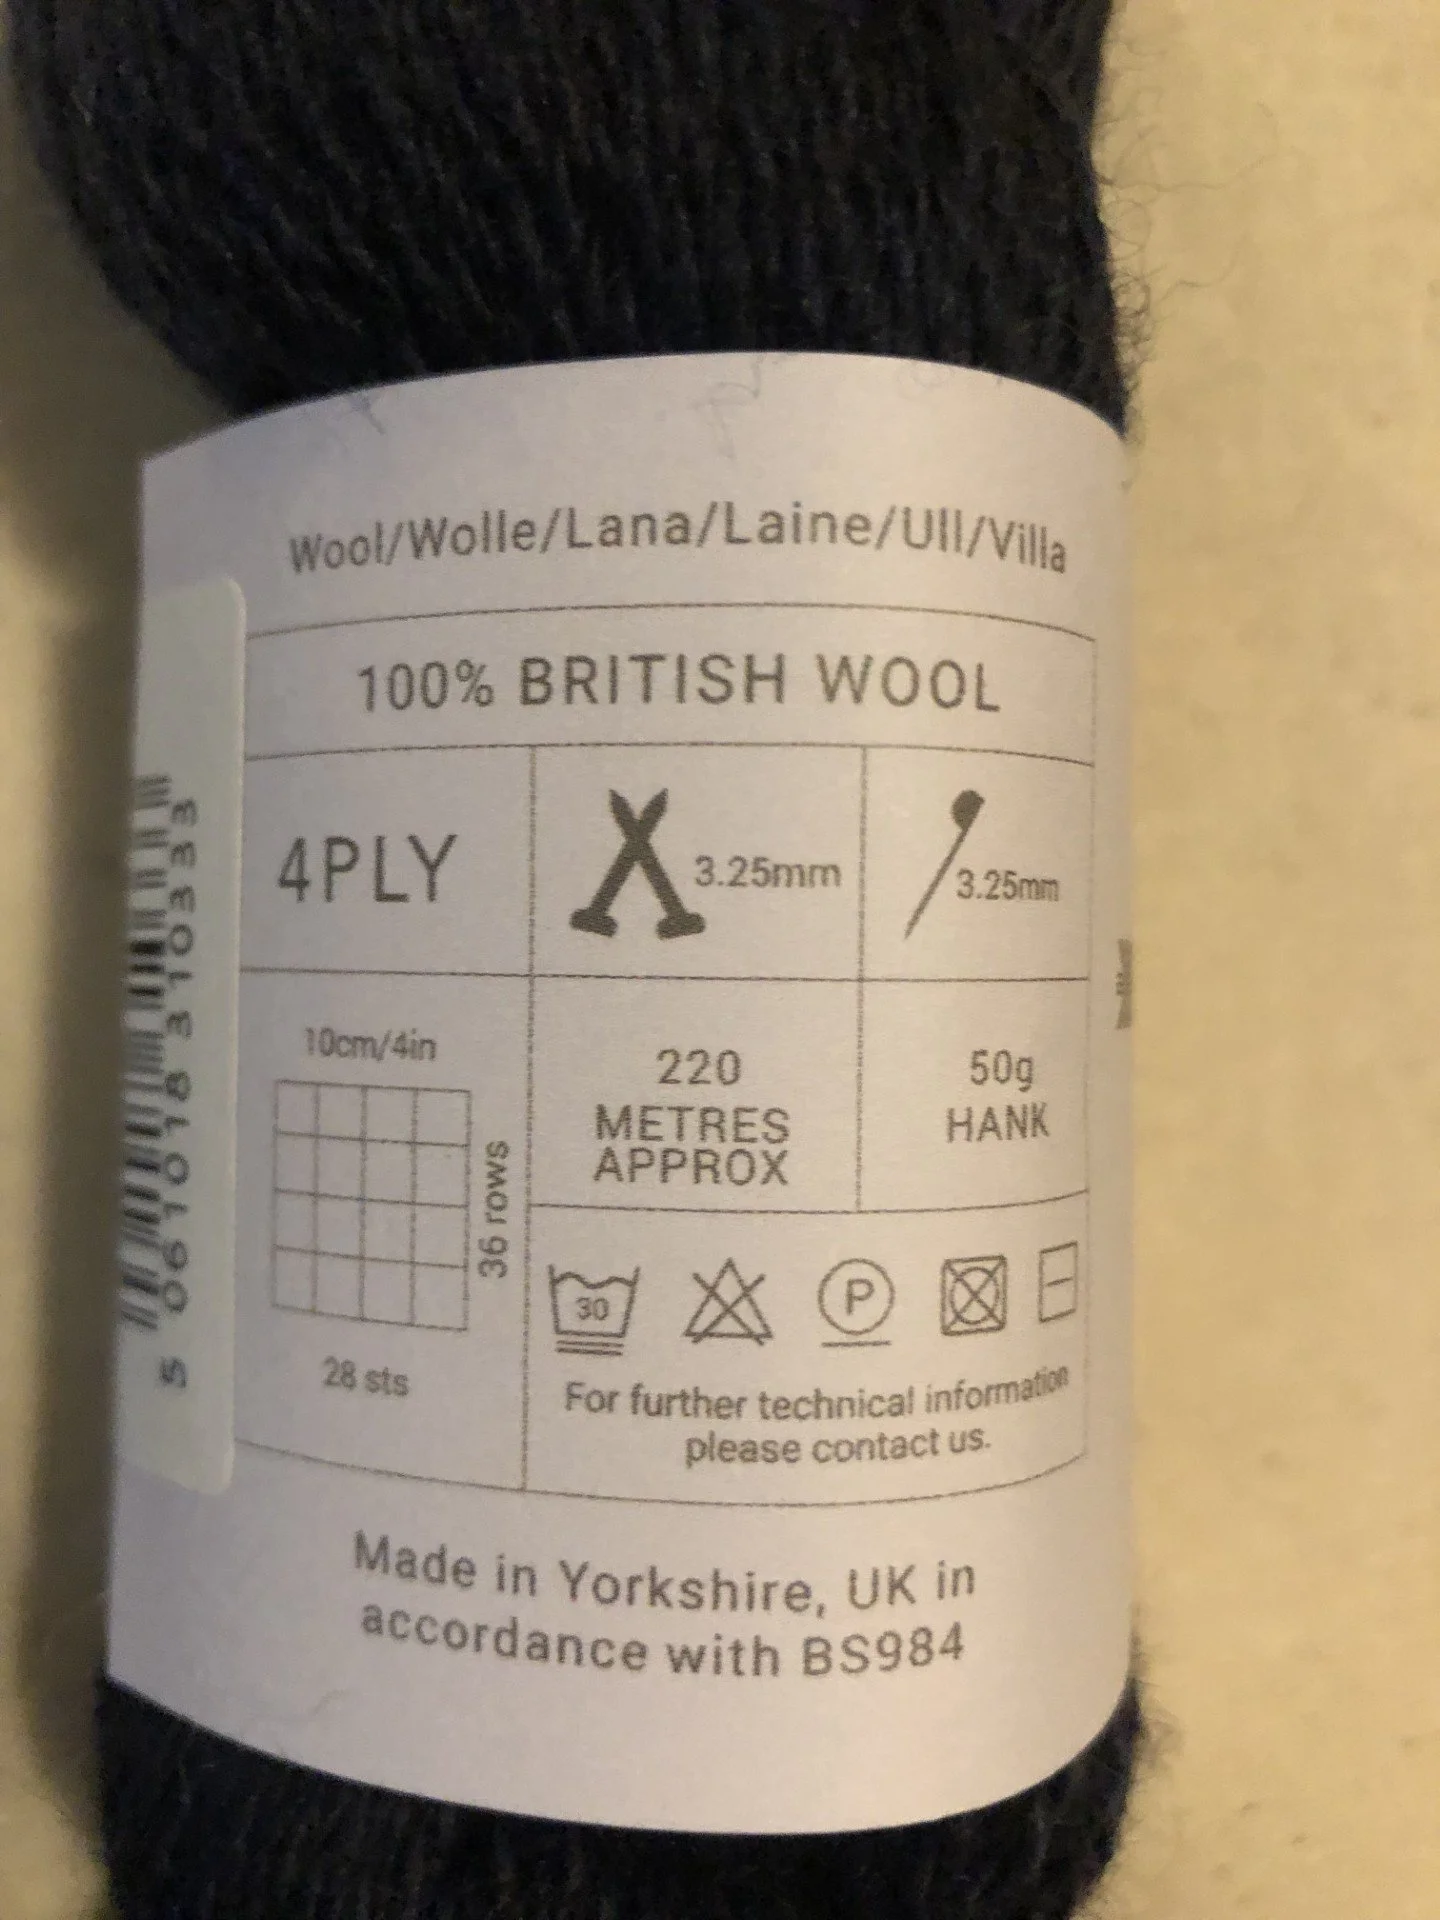 Wool/Wolle/Lana/Laine/Ull/Villa
100% BRITISH WOOL
4PLY
3.25mm
3.25mm
10cm/4in
36 rows
28 sts
220
METRES
APPROX
50g
HANK
30
P
For further technical information
please contact us.
Made in Yorkshire, UK in
accordance with BS984
5 061018 310333